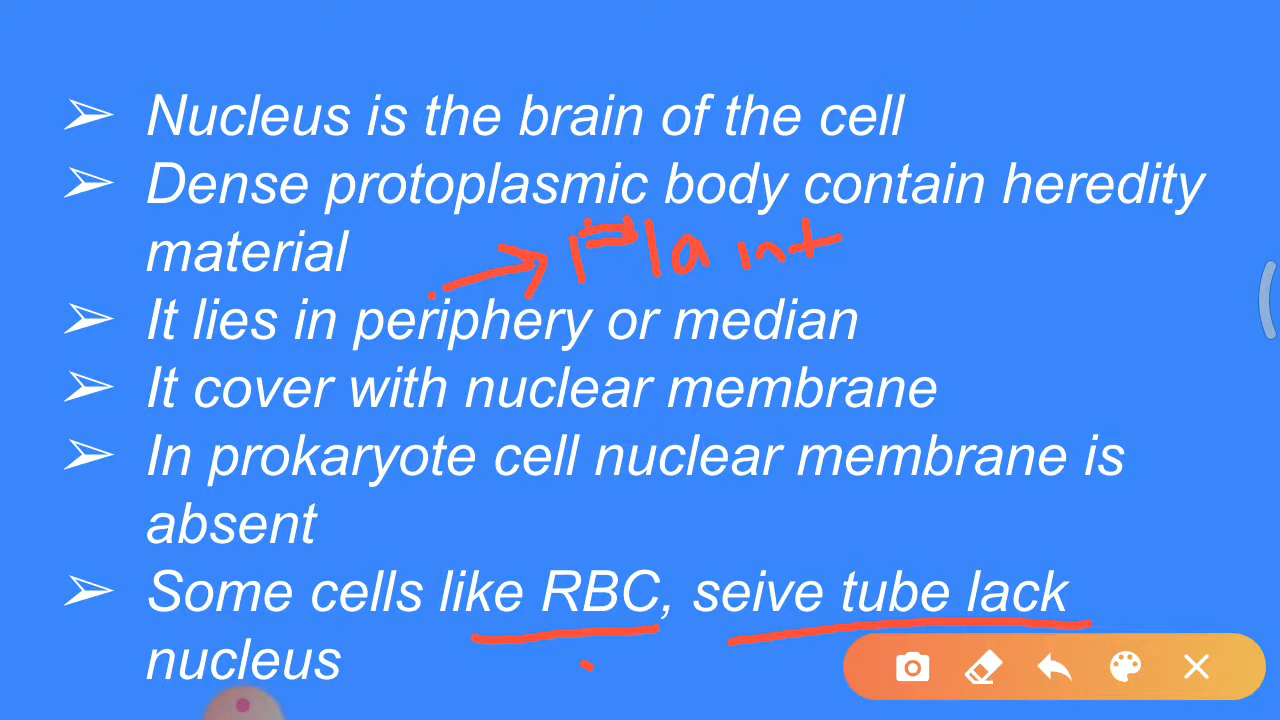 ➢ Nucleus is the brain of the cell
➢ Dense protoplasmic body contain heredity
material
Plant
➢ It lies in periphery or median
➢ It cover with nuclear membrane
➢ In prokaryote cell nuclear membrane is
absent
➢ Some cells like RBC, seive tube lack
nucleus